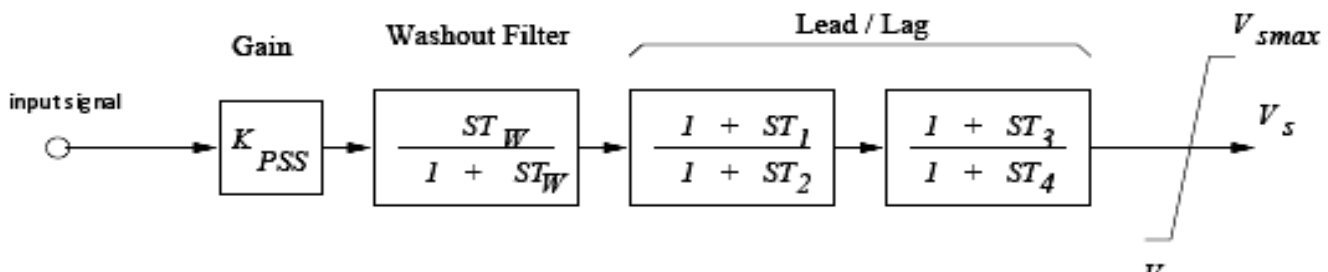 Gain
Washout Filter
Lead / Lag
V smax
input signal
K PSS
ST W
1 + ST W
1 + ST 1
1 + ST 2
1 + ST 3
1 + ST 4
V s